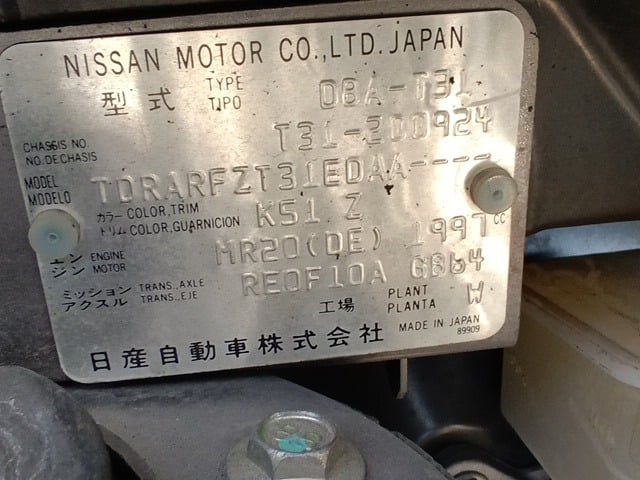 NISSAN MOTOR CO.,LTD. JAPAN
型式 TYPE TIPO DBA-T31
CHASSIS NO. NO. DE CHASIS T31-200924
MODEL MODELO TDRARFZT31EDAA----
カラー COLOR, TRIM トリム COLOR, GUARNICION K51 Z
エンジン ENGINE MOTOR MR20(DE) 1997cc
ミッション アクスル TRANS., AXLE TRANS., EJE RE0F10A GB64
工場 PLANT PLANTA W
日産自動車株式会社 MADE IN JAPAN
89909